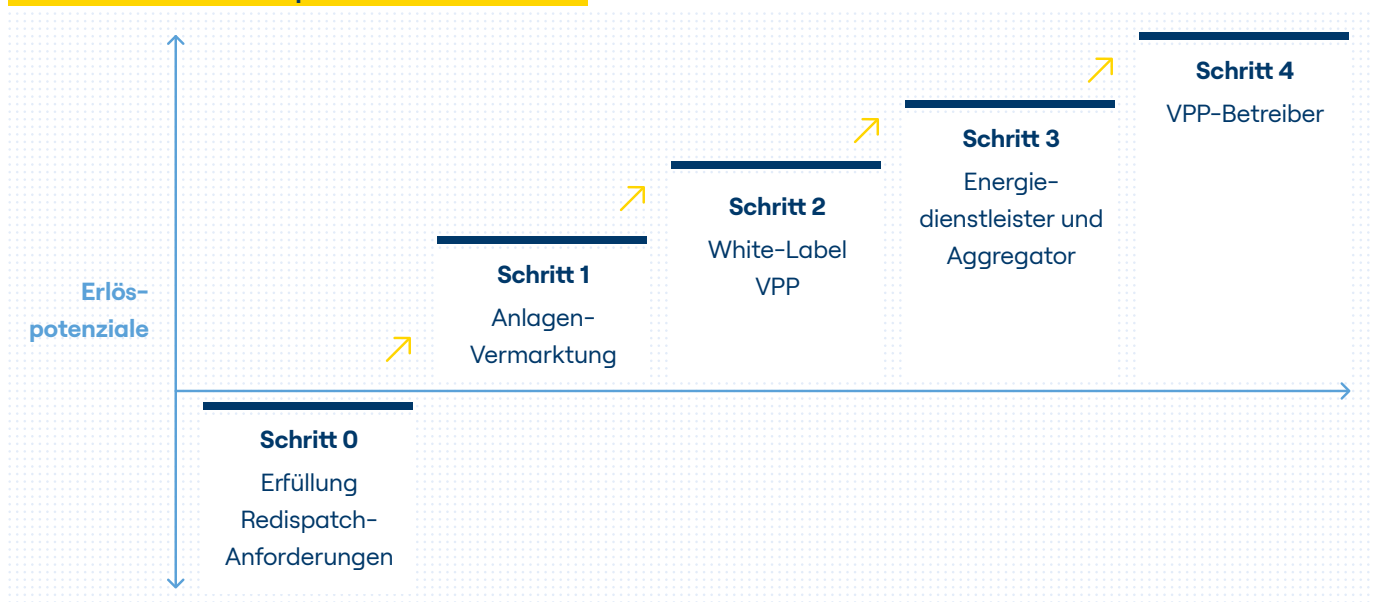 Erlös-
potenziale
Schritt 0
Erfüllung
Redispatch-
Anforderungen
Schritt 1
Anlagen-
Vermarktung
Schritt 2
White-Label
VPP
Schritt 3
Energie-
dienstleister und
Aggregator
Schritt 4
VPP-Betreiber